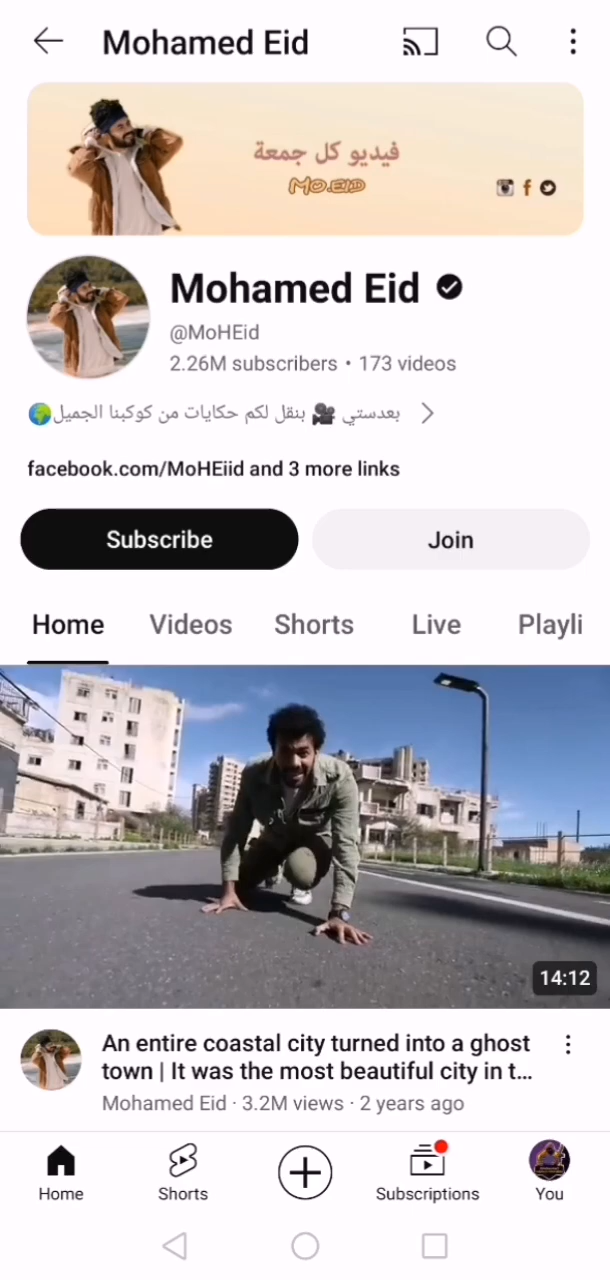 Mohamed Eid
فيديو كل جمعة
MO.EID
Mohamed Eid
@MoHEid
2.26M subscribers • 173 videos
بعدستي 🎥 بنقل لكم حكايات من كوكبنا الجميل🌍
facebook.com/MoHEiid and 3 more links
Subscribe
Join
Home Videos Shorts Live Playli
14:12
An entire coastal city turned into a ghost
town | It was the most beautiful city in t...
Mohamed Eid · 3.2M views · 2 years ago
Home Shorts Subscriptions You